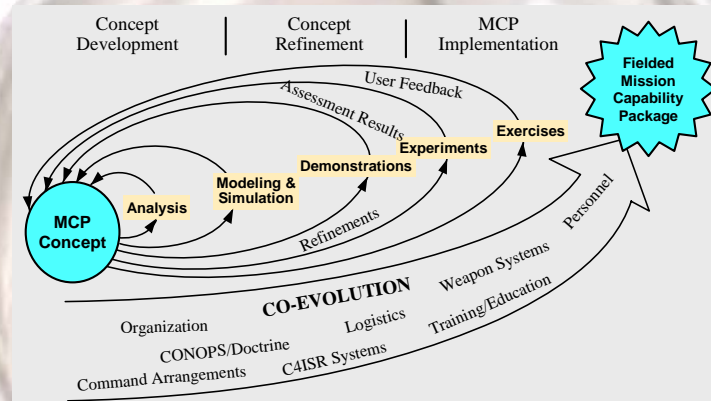 Concept
Development
Concept
Refinement
MCP
Implementation
Fielded
Mission
Capability
Package
User Feedback
Assessment Results
Exercises
Experiments
Demonstrations
Modeling &
Simulation
Analysis
MCP
Concept
Refinements
Personnel
Weapon Systems
CO-EVOLUTION
Organization
Logistics
Training/Education
CONOPS/Doctrine
C4ISR Systems
Command Arrangements